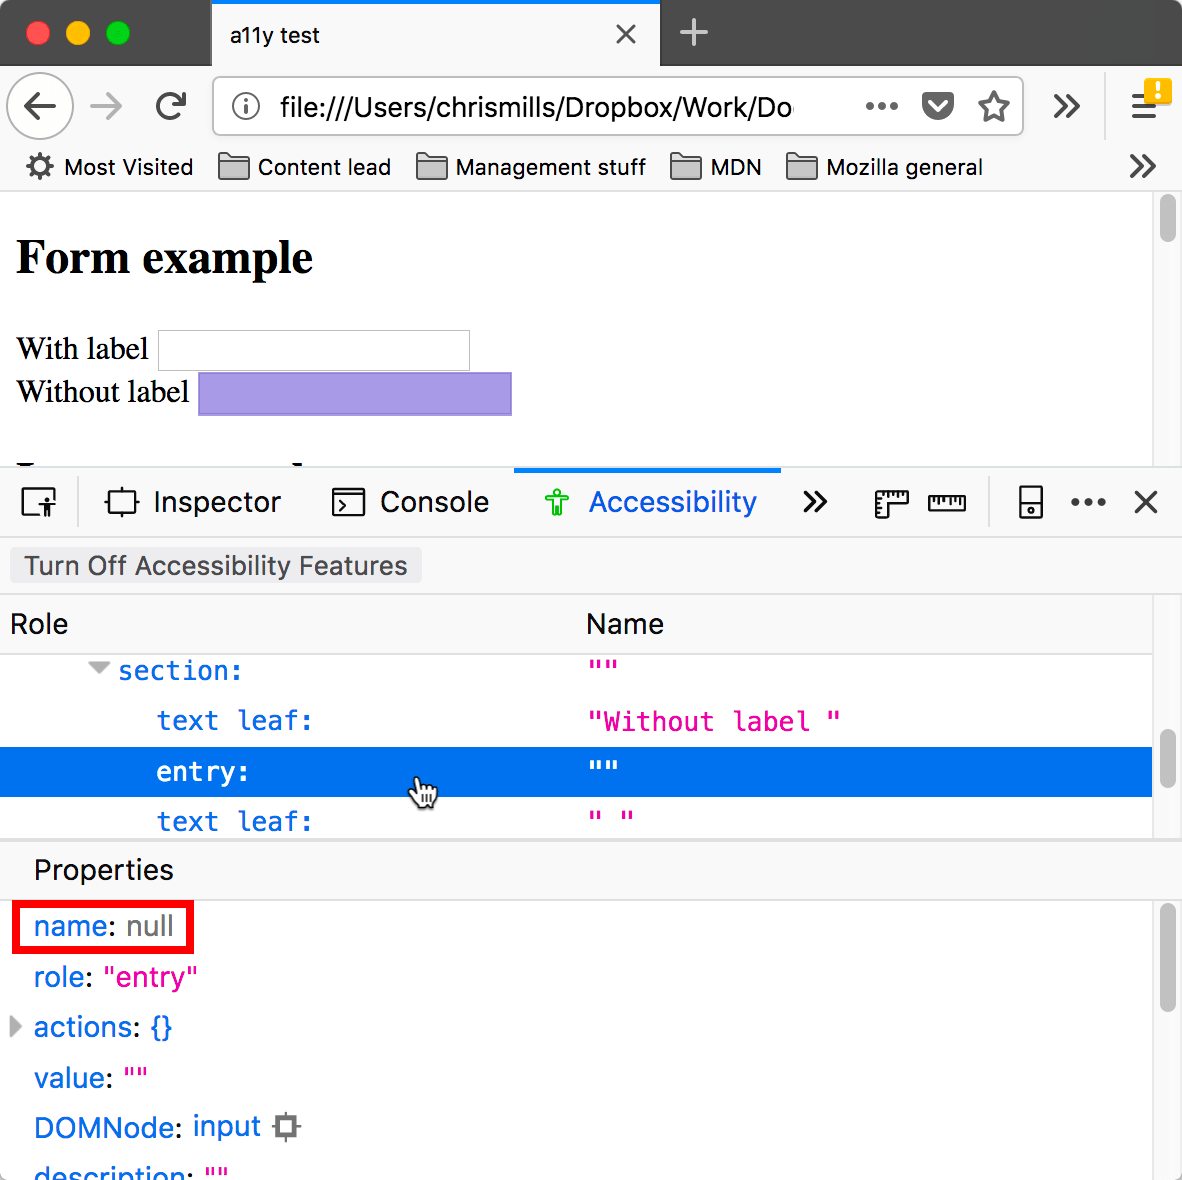 a11y test
file:///Users/chrismills/Dropbox/Work/Do
Most Visited Content lead Management stuff MDN Mozilla general
Form example
With label
Without label
Inspector Console Accessibility
Turn Off Accessibility Features
Role Name
section: ""
text leaf: "Without label "
entry: ""
text leaf: " "
Properties
name: null
role: "entry"
actions: {}
value: ""
DOMNode: input
description: ""